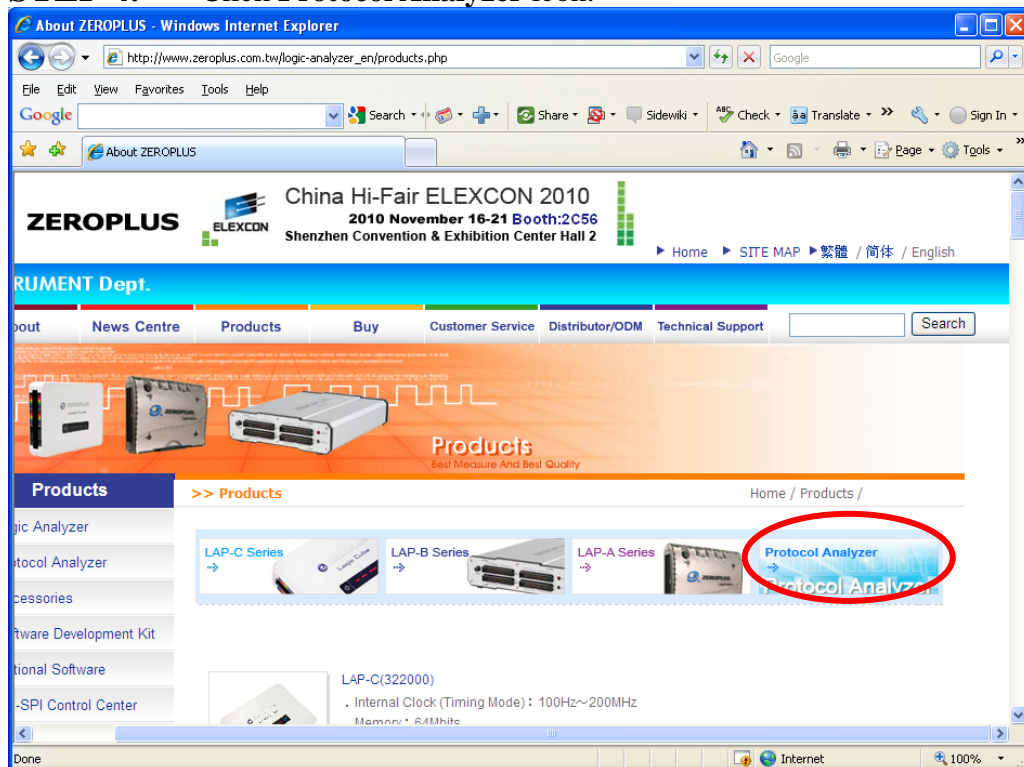 About ZEROPLUS - Windows Internet Explorer
http://www.zeroplus.com.tw/logic-analyzer_en/products.php
Google
File Edit View Favorites Tools Help
Google Search Share Sidewiki Check Translate Sign In
About ZEROPLUS Page Tools
ZEROPLUS
ELEXCON
China Hi-Fair ELEXCON 2010
2010 November 16-21 Booth:2C56
Shenzhen Convention & Exhibition Center Hall 2
Home SITE MAP 繁體 / 简体 / English
RUMENT Dept.
bout News Centre Products Buy Customer Service Distributor/ODM Technical Support Search
Products
Best Measure And Best Quality
Products
>> Products
Home / Products /
gic Analyzer
otocol Analyzer
cessories
ftware Development Kit
tional Software
-SPI Control Center
LAP-C Series
LAP-B Series
LAP-A Series
Protocol Analyzer
Protocol Analyzer
LAP-C(322000)
. Internal Clock (Timing Mode)：100Hz～200MHz
Memory：64Mbits
Done Internet 100%